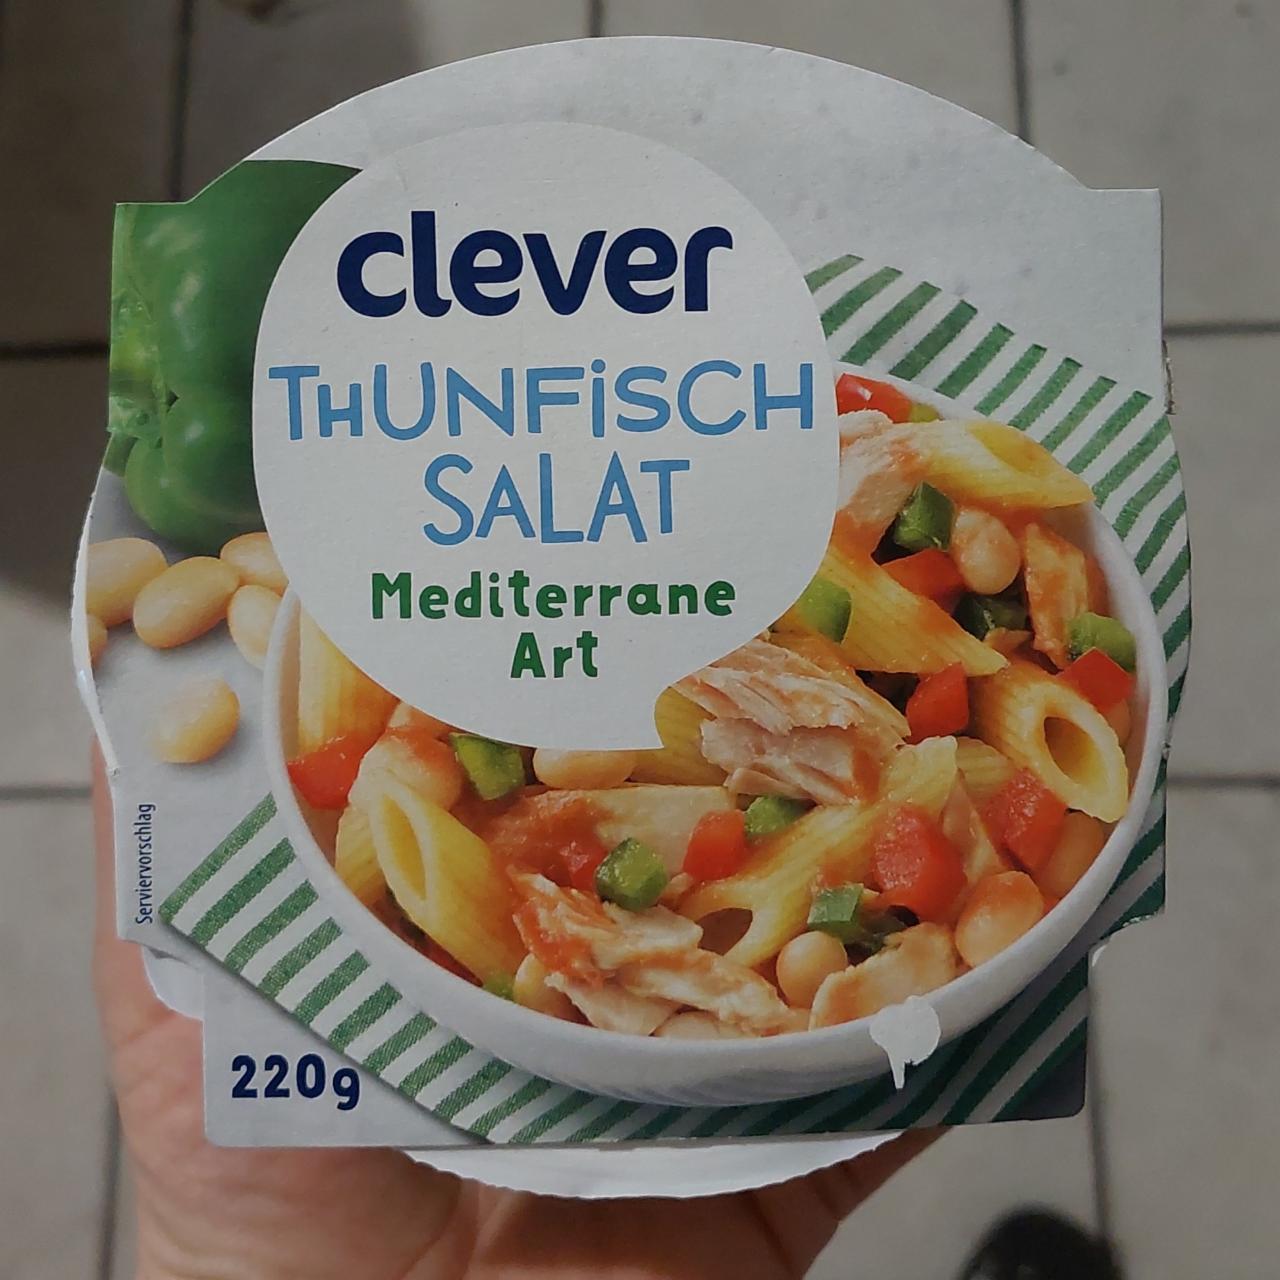 clever
THUNFiSCH
SALAT
Mediterrane
Art
Serviervorschlag
220g